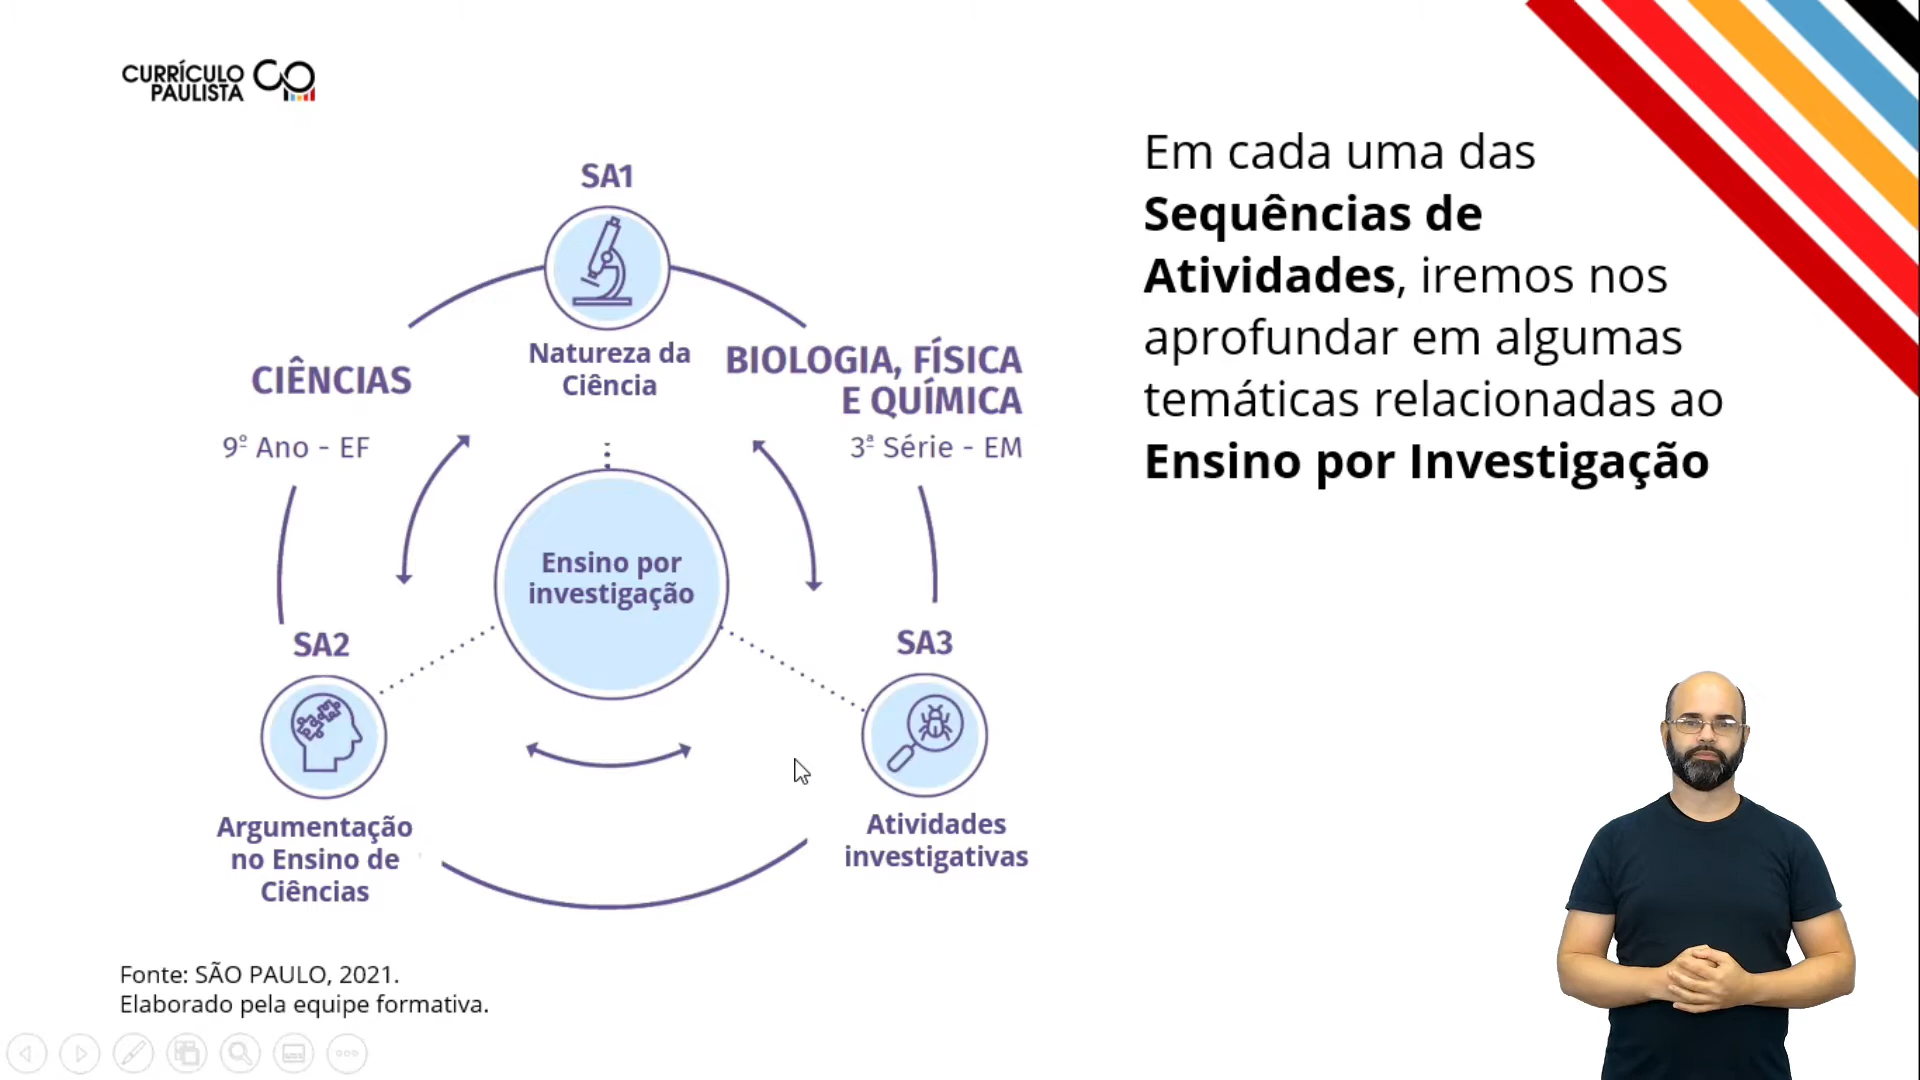 CURRÍCULO
PAULISTA
SA1
Natureza da
Ciência
CIÊNCIAS
9º Ano - EF
BIOLOGIA, FÍSICA
E QUÍMICA
3ª Série - EM
Ensino por
investigação
SA2
Argumentação
no Ensino de
Ciências
SA3
Atividades
investigativas
Fonte: SÃO PAULO, 2021.
Elaborado pela equipe formativa.
Em cada uma das
Sequências de
Atividades, iremos nos
aprofundar em algumas
temáticas relacionadas ao
Ensino por Investigação